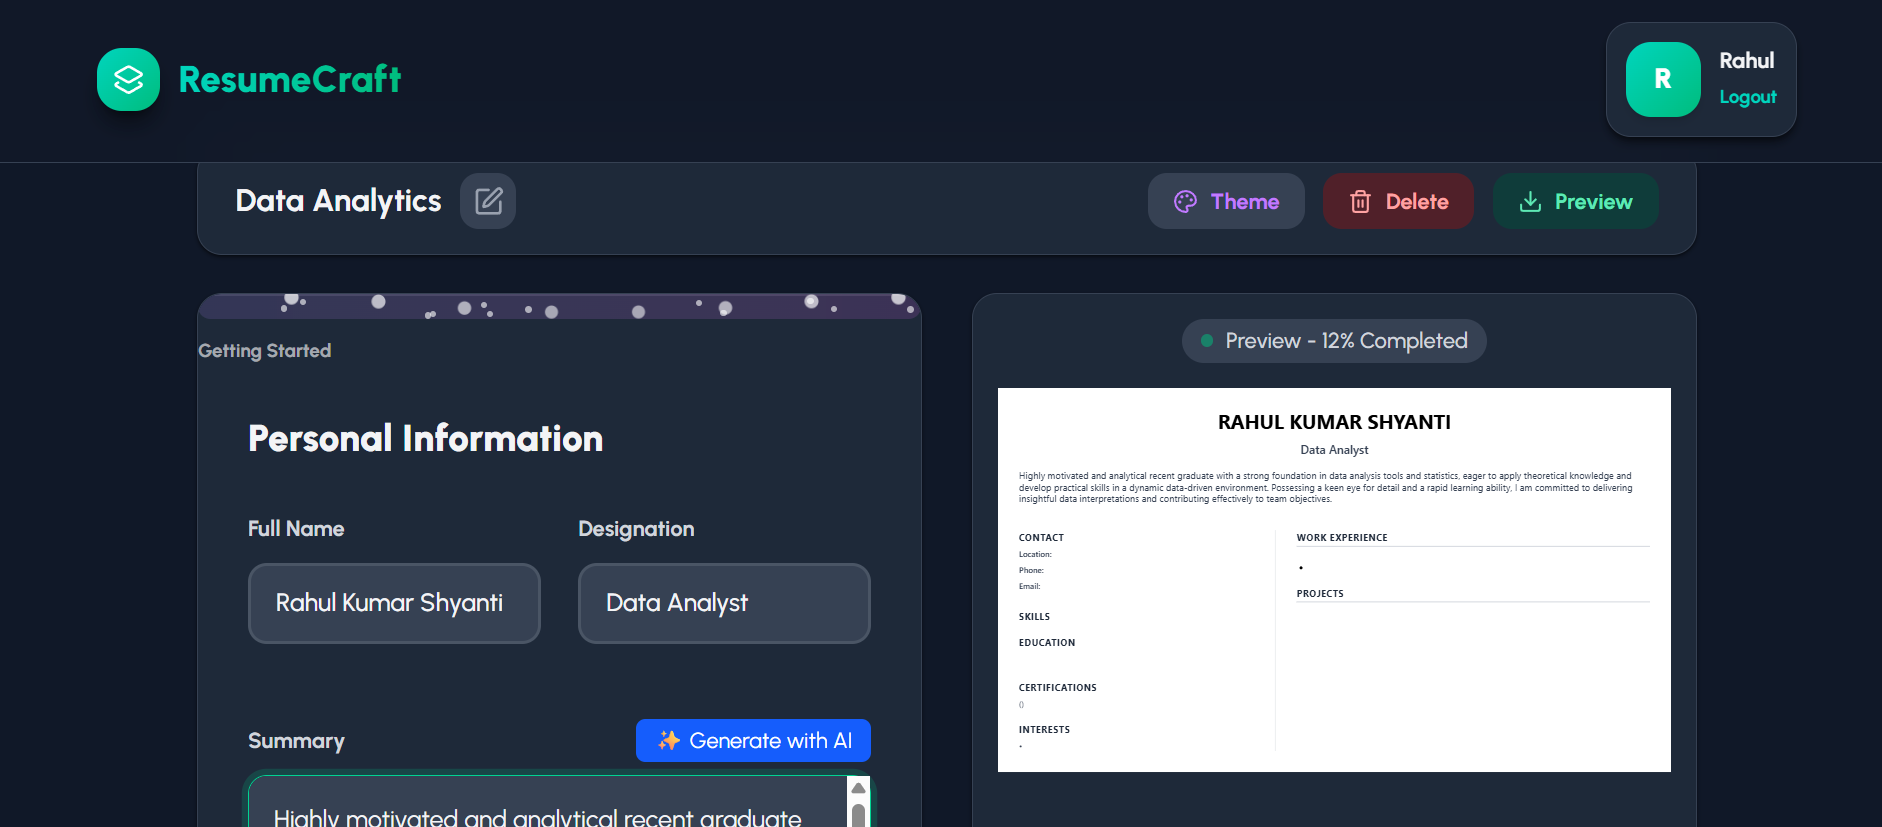 ResumeCraft
R
Rahul
Logout
Data Analytics
Theme
Delete
Preview
Getting Started
Personal Information
Full Name
Designation
Rahul Kumar Shyanti
Data Analyst
Summary
✨ Generate with AI
Highly motivated and analytical recent graduate
Preview - 12% Completed
RAHUL KUMAR SHYANTI
Data Analyst
Highly motivated and analytical recent graduate with a strong foundation in data analysis tools and statistics, eager to apply theoretical knowledge and
develop practical skills in a dynamic data-driven environment. Possessing a keen eye for detail and a rapid learning ability, I am committed to delivering
insightful data interpretations and contributing effectively to team objectives.
CONTACT
Location:
Phone:
Email:
SKILLS
EDUCATION
CERTIFICATIONS
()
INTERESTS
•
WORK EXPERIENCE
•
PROJECTS